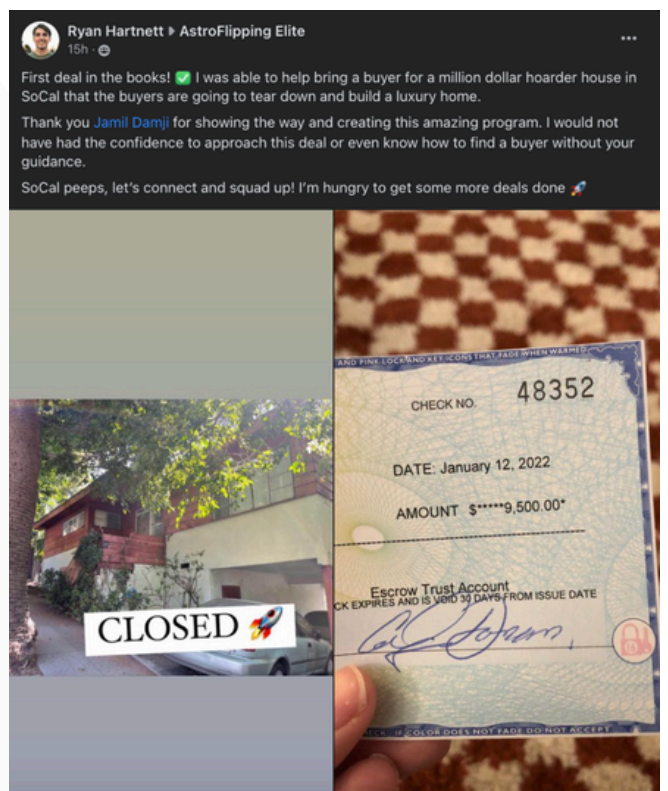 Ryan Hartnett ▸ AstroFlipping Elite
15h ·
First deal in the books! ✅ I was able to help bring a buyer for a million dollar hoarder house in
SoCal that the buyers are going to tear down and build a luxury home.
Thank you Jamil Damji for showing the way and creating this amazing program. I would not
have had the confidence to approach this deal or even know how to find a buyer without your
guidance.
SoCal peeps, let's connect and squad up! I'm hungry to get some more deals done 🚀
CLOSED 🚀
AND PINK LOCK AND KEY ICONS THAT FADE WHEN WARMED
CHECK NO. 48352
DATE: January 12, 2022
AMOUNT $*****9,500.00*
Escrow Trust Account
CK EXPIRES AND IS VOID 30 DAYS FROM ISSUE DATE
IF COLOR DOES NOT FADE DO NOT ACCEPT